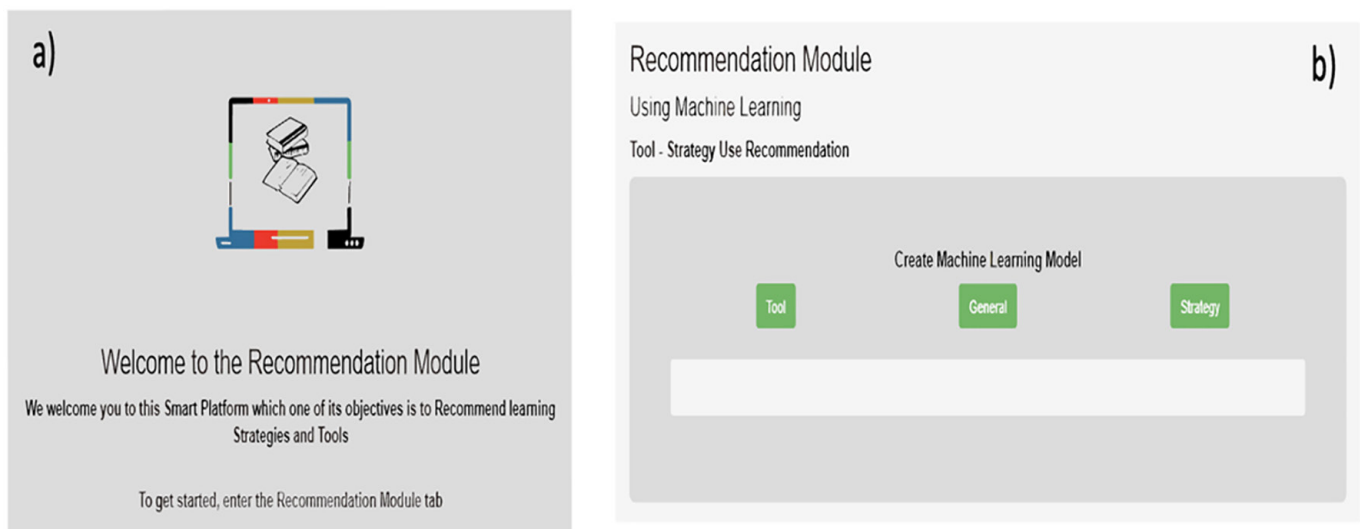 a)
Welcome to the Recommendation Module
We welcome you to this Smart Platform which one of its objectives is to Recommend learning
Strategies and Tools
To get started, enter the Recommendation Module tab
b)
Recommendation Module
Using Machine Learning
Tool - Strategy Use Recommendation
Create Machine Learning Model
Tool General Strategy